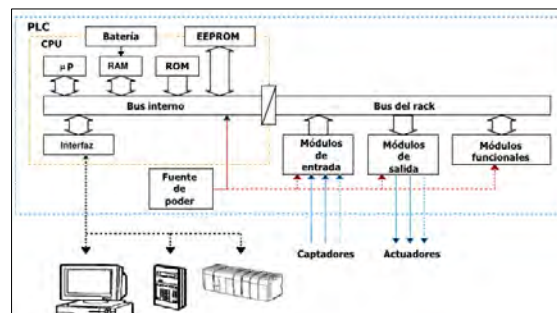 PLC
CPU
Batería
EEPROM
μP
RAM
ROM
Bus interno
Bus del rack
Interfaz
Módulos
de
entrada
Módulos
de
salida
Módulos
funcionales
Fuente
de
poder
Captadores
Actuadores